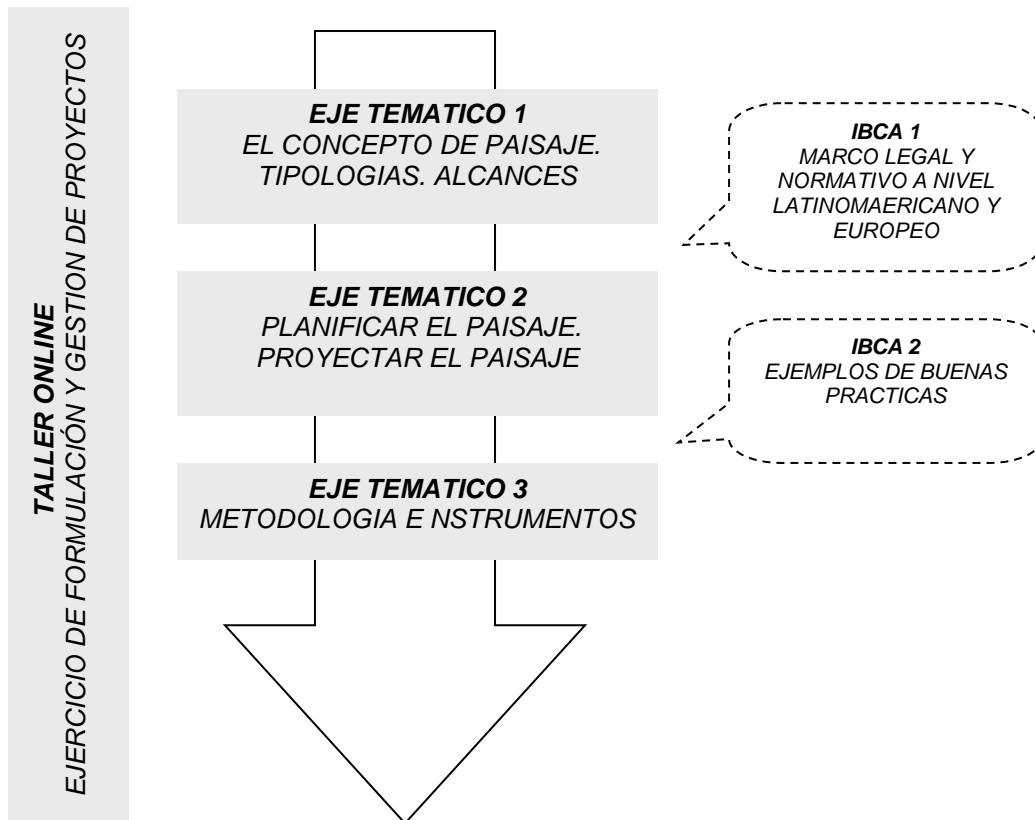 TALLER ONLINE
EJERCICIO DE FORMULACIÓN Y GESTION DE PROYECTOS
EJE TEMATICO 1
EL CONCEPTO DE PAISAJE.
TIPOLOGIAS. ALCANCES
IBCA 1
MARCO LEGAL Y
NORMATIVO A NIVEL
LATINOMAERICANO Y
EUROPEO
EJE TEMATICO 2
PLANIFICAR EL PAISAJE.
PROYECTAR EL PAISAJE
IBCA 2
EJEMPLOS DE BUENAS
PRACTICAS
EJE TEMATICO 3
METODOLOGIA E NSTRUMENTOS